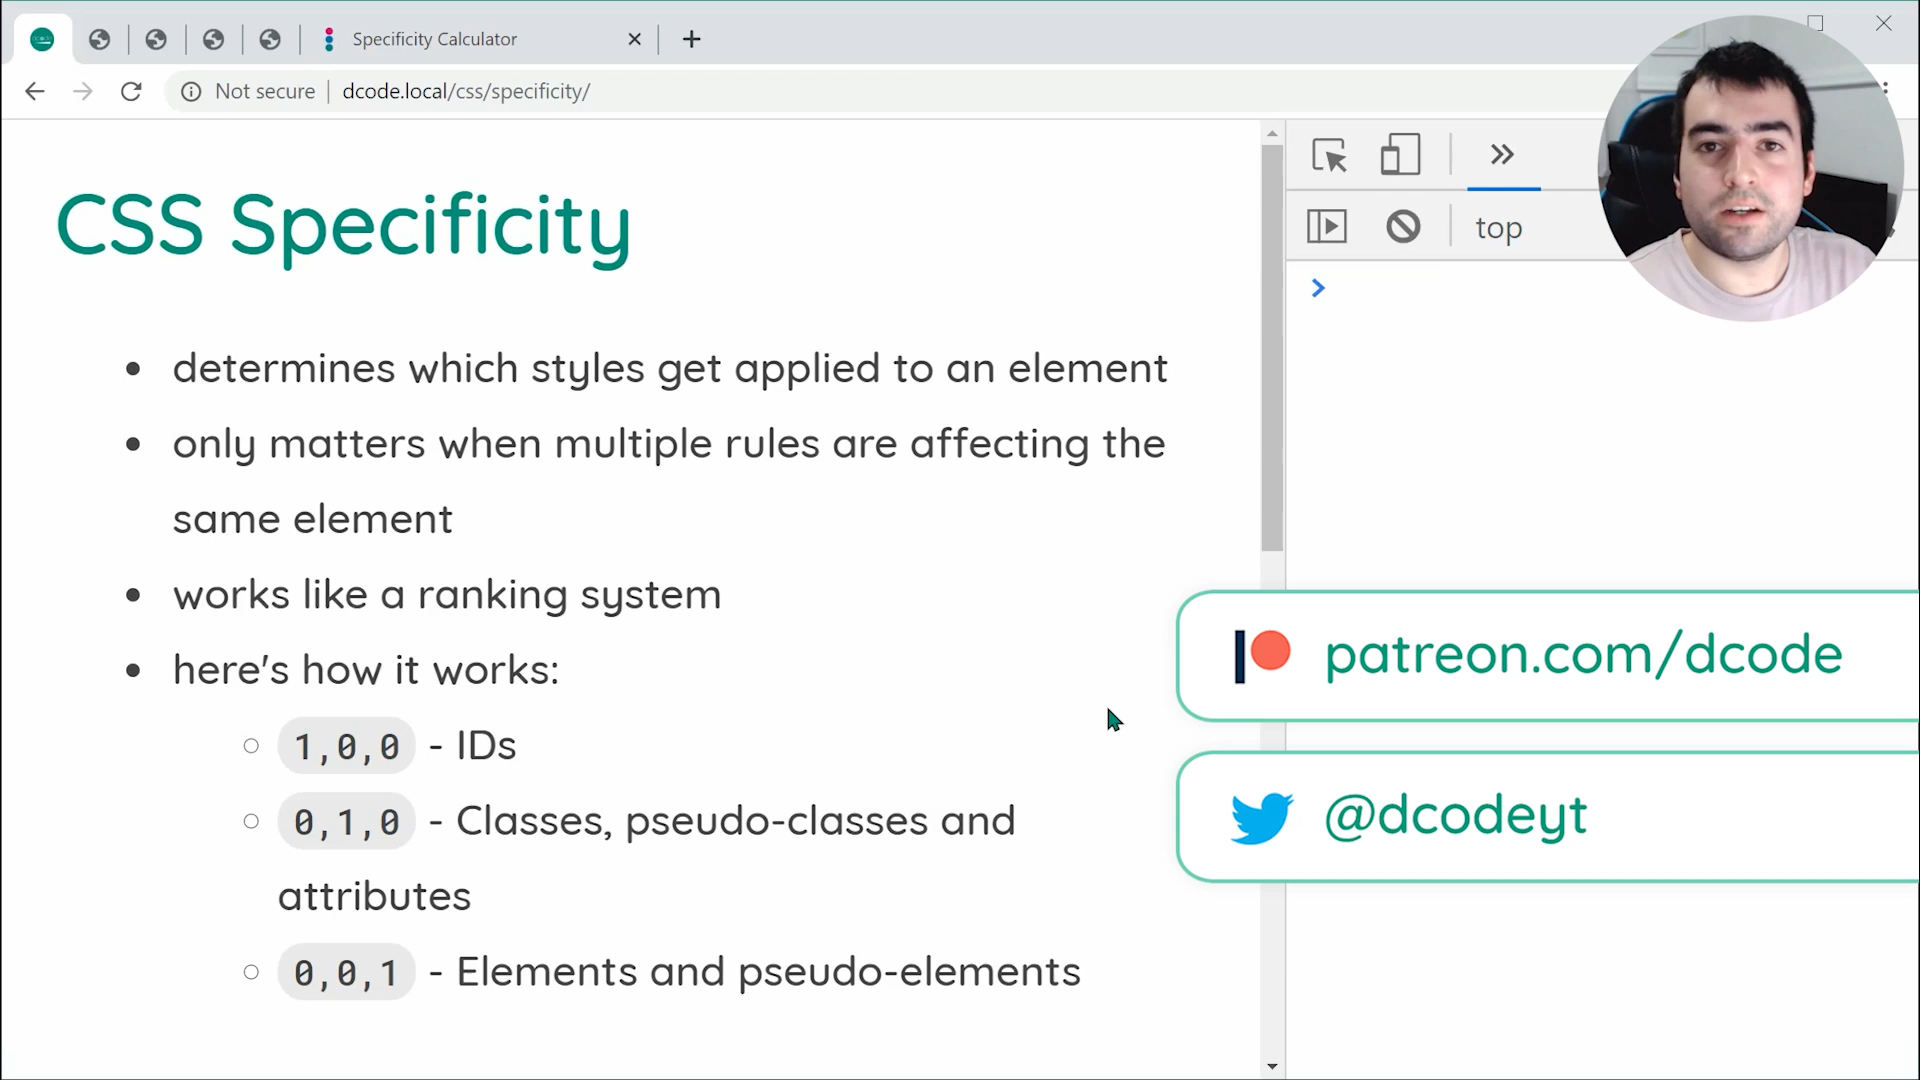 Specificity Calculator
Not secure
dcode.local/css/specificity/
CSS Specificity
top
determines which styles get applied to an element
only matters when multiple rules are affecting the
same element
works like a ranking system
here's how it works:
1,0,0 - IDs
0,1,0 - Classes, pseudo-classes and
attributes
0,0,1 - Elements and pseudo-elements
patreon.com/dcode
@dcodeyt